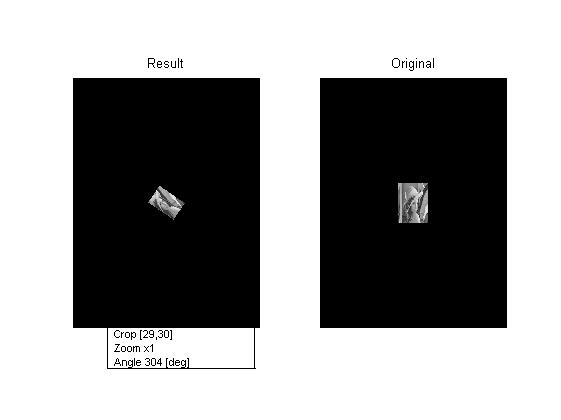 Result
Original
Crop [29,30]
Zoom x1
Angle 304 [deg]